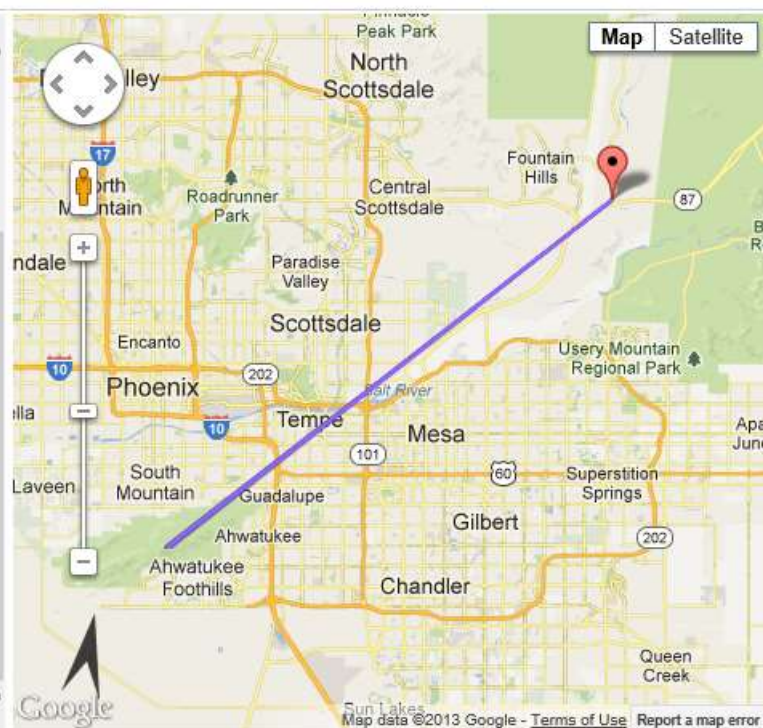 Pinnacle
Peak Park
Map
Satellite
North
Scottsdale
17
North
Mountain
Roadrunner
Park
Central
Scottsdale
Fountain
Hills
87
Paradise
Valley
ndale
Scottsdale
Encanto
10
202
Phoenix
Usery Mountain
Regional Park
Salt River
Tempe
10
Mesa
101
60
Laveen
South
Mountain
Guadalupe
Superstition
Springs
Gilbert
Ahwatukee
202
Ahwatukee
Foothills
Chandler
Queen
Creek
Google
Sun Lakes
Map data ©2013 Google - Terms of Use
Report a map error